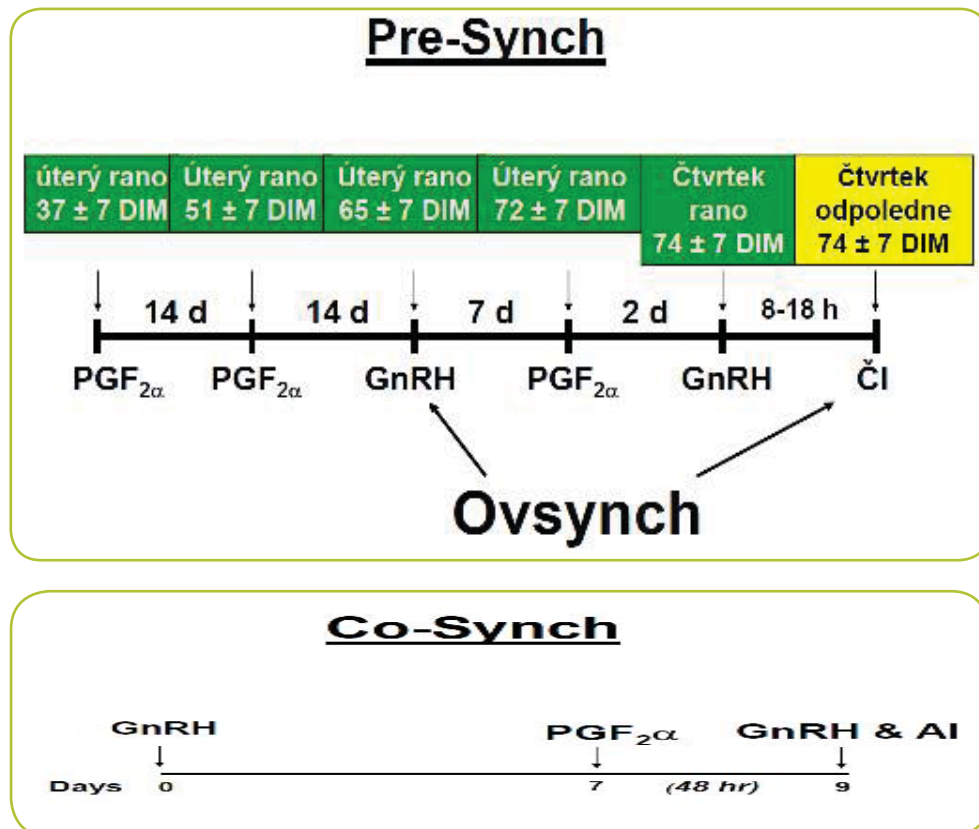 Pre-Synch
úterý rano Úterý rano Úterý rano Úterý rano Čtvrtek Čtvrtek
37 ± 7 DIM 51 ± 7 DIM 65 ± 7 DIM 72 ± 7 DIM rano odpoledne
74 ± 7 DIM 74 ± 7 DIM
14 d 14 d 7 d 2 d 8-18 h
PGF2α PGF2α GnRH PGF2α GnRH ČI
Ovsynch
Co-Synch
GnRH PGF2α GnRH & AI
Days 0 7 (48 hr) 9